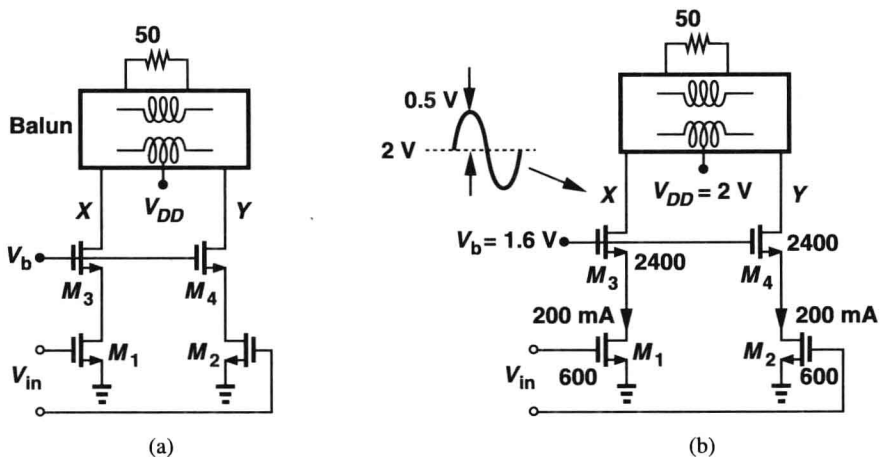 50
Balun
X
V_DD
Y
V_b
M_3
M_4
M_1
M_2
V_in
(a)
50
0.5 V
2 V
X
V_DD = 2 V
Y
V_b = 1.6 V
2400
2400
M_3
M_4
200 mA
200 mA
M_1
M_2
V_in
600
600
(b)